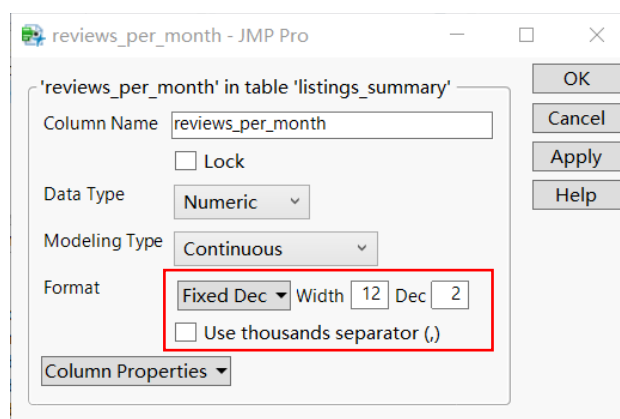 reviews_per_month - JMP Pro
'reviews_per_month' in table 'listings_summary'
OK
Column Name reviews_per_month
Cancel
Lock
Apply
Data Type Numeric
Help
Modeling Type Continuous
Format Fixed Dec Width 12 Dec 2
Use thousands separator (,)
Column Properties